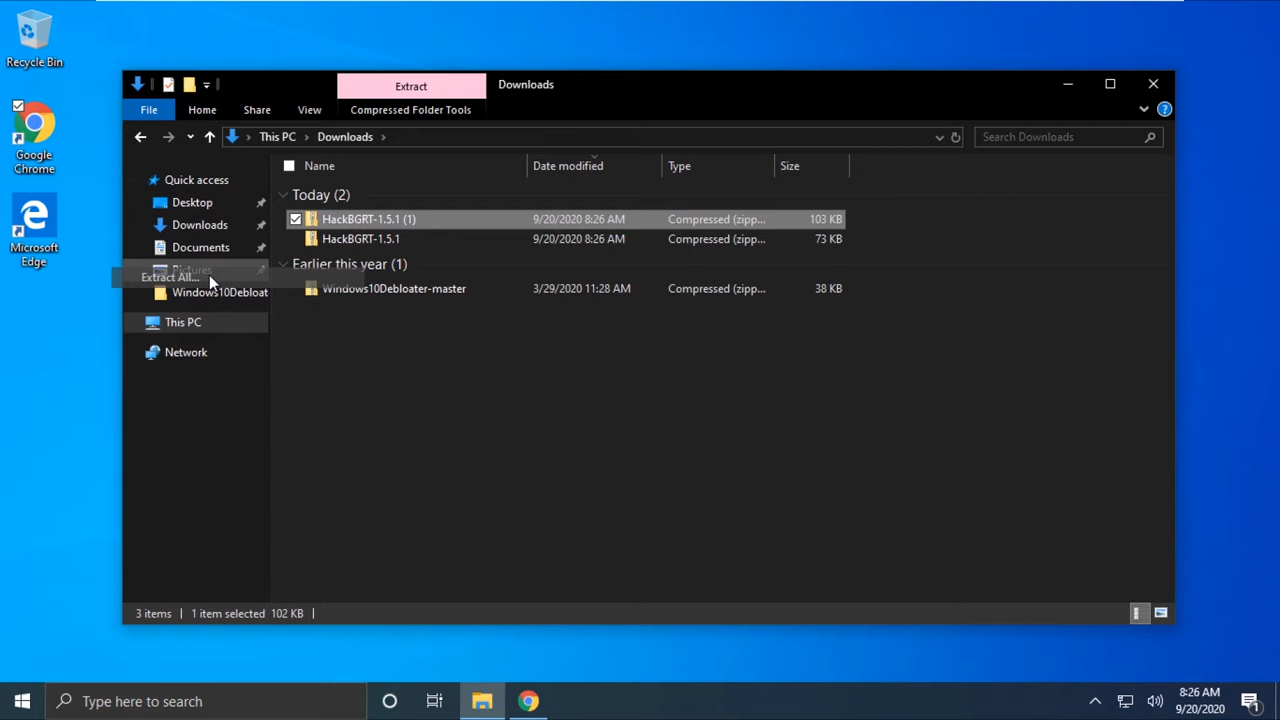 Recycle Bin
Google
Chrome
Microsoft
Edge
Extract
Downloads
File
Home
Share
View
Compressed Folder Tools
This PC
Downloads
Search Downloads
Name
Date modified
Type
Size
Quick access
Desktop
Downloads
Documents
Pictures
Extract All...
Windows10Debloat
This PC
Network
Today (2)
HackBGRT-1.5.1 (1) 9/20/2020 8:26 AM Compressed (zipp... 103 KB
HackBGRT-1.5.1 9/20/2020 8:26 AM Compressed (zipp... 73 KB
Earlier this year (1)
Windows10Debloater-master 3/29/2020 11:28 AM Compressed (zipp... 38 KB
3 items 1 item selected 102 KB
Type here to search
8:26 AM
9/20/2020
1